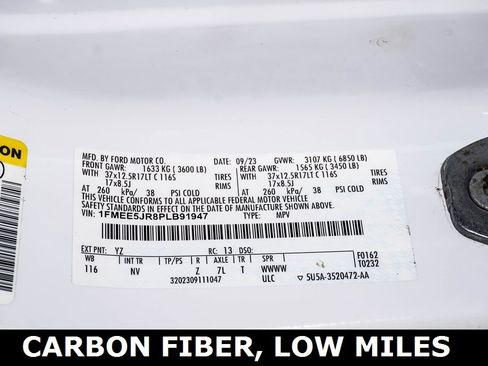 ON
MFD. BY FORD MOTOR CO. 09/23 GVWR: 3107 KG ( 6850 LB)
FRONT GAWR: 1633 KG ( 3600 LB) REAR GAWR: 1565 KG ( 3450 LB)
37x12.5R17LT C 116S TIRES 37x12.5R17LT C 116S TIRES
17x8.5J RIMS 17x8.5J RIMS
AT 260 kPa/ 38 PSI COLD AT 260 kPa/ 38 PSI COLD
THIS VEHICLE CONFORMS TO ALL APPLICABLE FEDERAL MOTOR VEHICLE
SAFETY STANDARDS IN EFFECT ON THE DATE OF MANUFACTURE SHOWN ABOVE.
VIN: 1FMEE5JR8PLB91947 TYPE: MPV
EXT PNT: YZ RC: 13 DSO: F0162
WB INT TR TP/PS R AXLE TR SPR T0232
116 NV Z 7L T WWWW
3202309111047 ULC 5U5A-3520472-AA
CARBON FIBER, LOW MILES